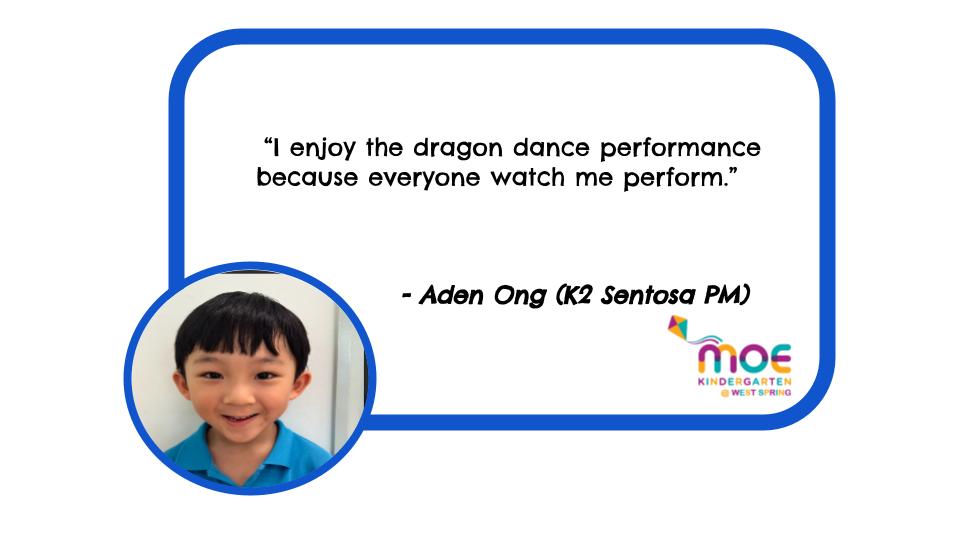 “I enjoy the dragon dance performance
because everyone watch me perform.”
- Aden Ong (K2 Sentosa PM)
moe
KINDERGARTEN
@ WEST SPRING